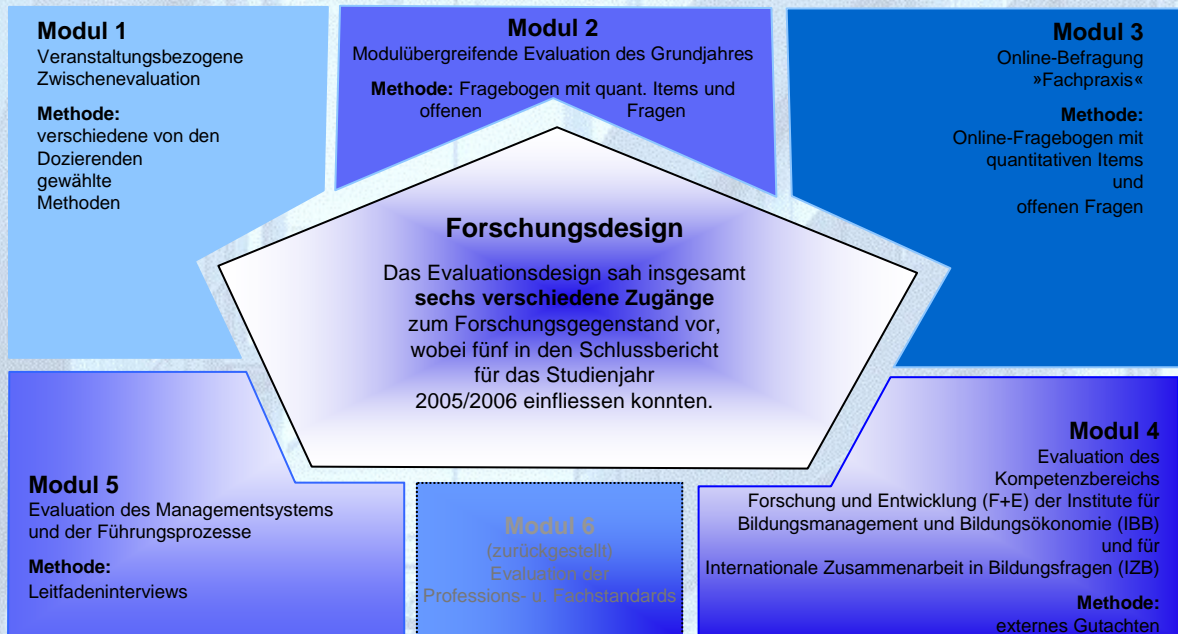 Modul 1
Veranstaltungsbezogene
Zwischenevaluation
Methode:
verschiedene von den
Dozierenden
gewählte
Methoden
Modul 2
Modulübergreifende Evaluation des Grundjahres
Methode: Fragebogen mit quant. Items und
offenen Fragen
Modul 3
Online-Befragung
»Fachpraxis«
Methode:
Online-Fragebogen mit
quantitativen Items
und
offenen Fragen
Forschungsdesign
Das Evaluationsdesign sah insgesamt
sechs verschiedene Zugänge
zum Forschungsgegenstand vor,
wobei fünf in den Schlussbericht
für das Studienjahr
2005/2006 einfliessen konnten.
Modul 4
Evaluation des
Kompetenzbereichs
Forschung und Entwicklung (F+E) der Institute für
Bildungsmanagement und Bildungsökonomie (IBB)
und für
Internationale Zusammenarbeit in Bildungsfragen (IZB)
Methode:
externes Gutachten
Modul 5
Evaluation des Managementsystems
und der Führungsprozesse
Methode:
Leitfadeninterviews
Modul 6
(zurückgestellt)
Evaluation der
Professions- u. Fachstandards